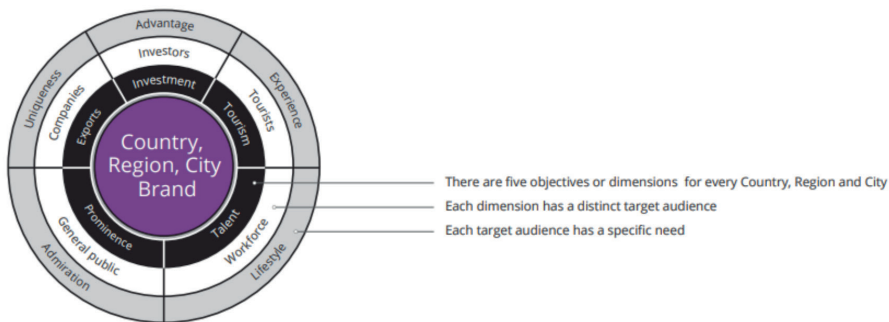 Advantage
Investors
Investment
Uniqueness
Companies
Exports
Experience
Tourists
Tourism
Country,
Region, City
Brand
Prominence
General public
Admiration
Talent
Workforce
Lifestyle
There are five objectives or dimensions for every Country, Region and City
Each dimension has a distinct target audience
Each target audience has a specific need